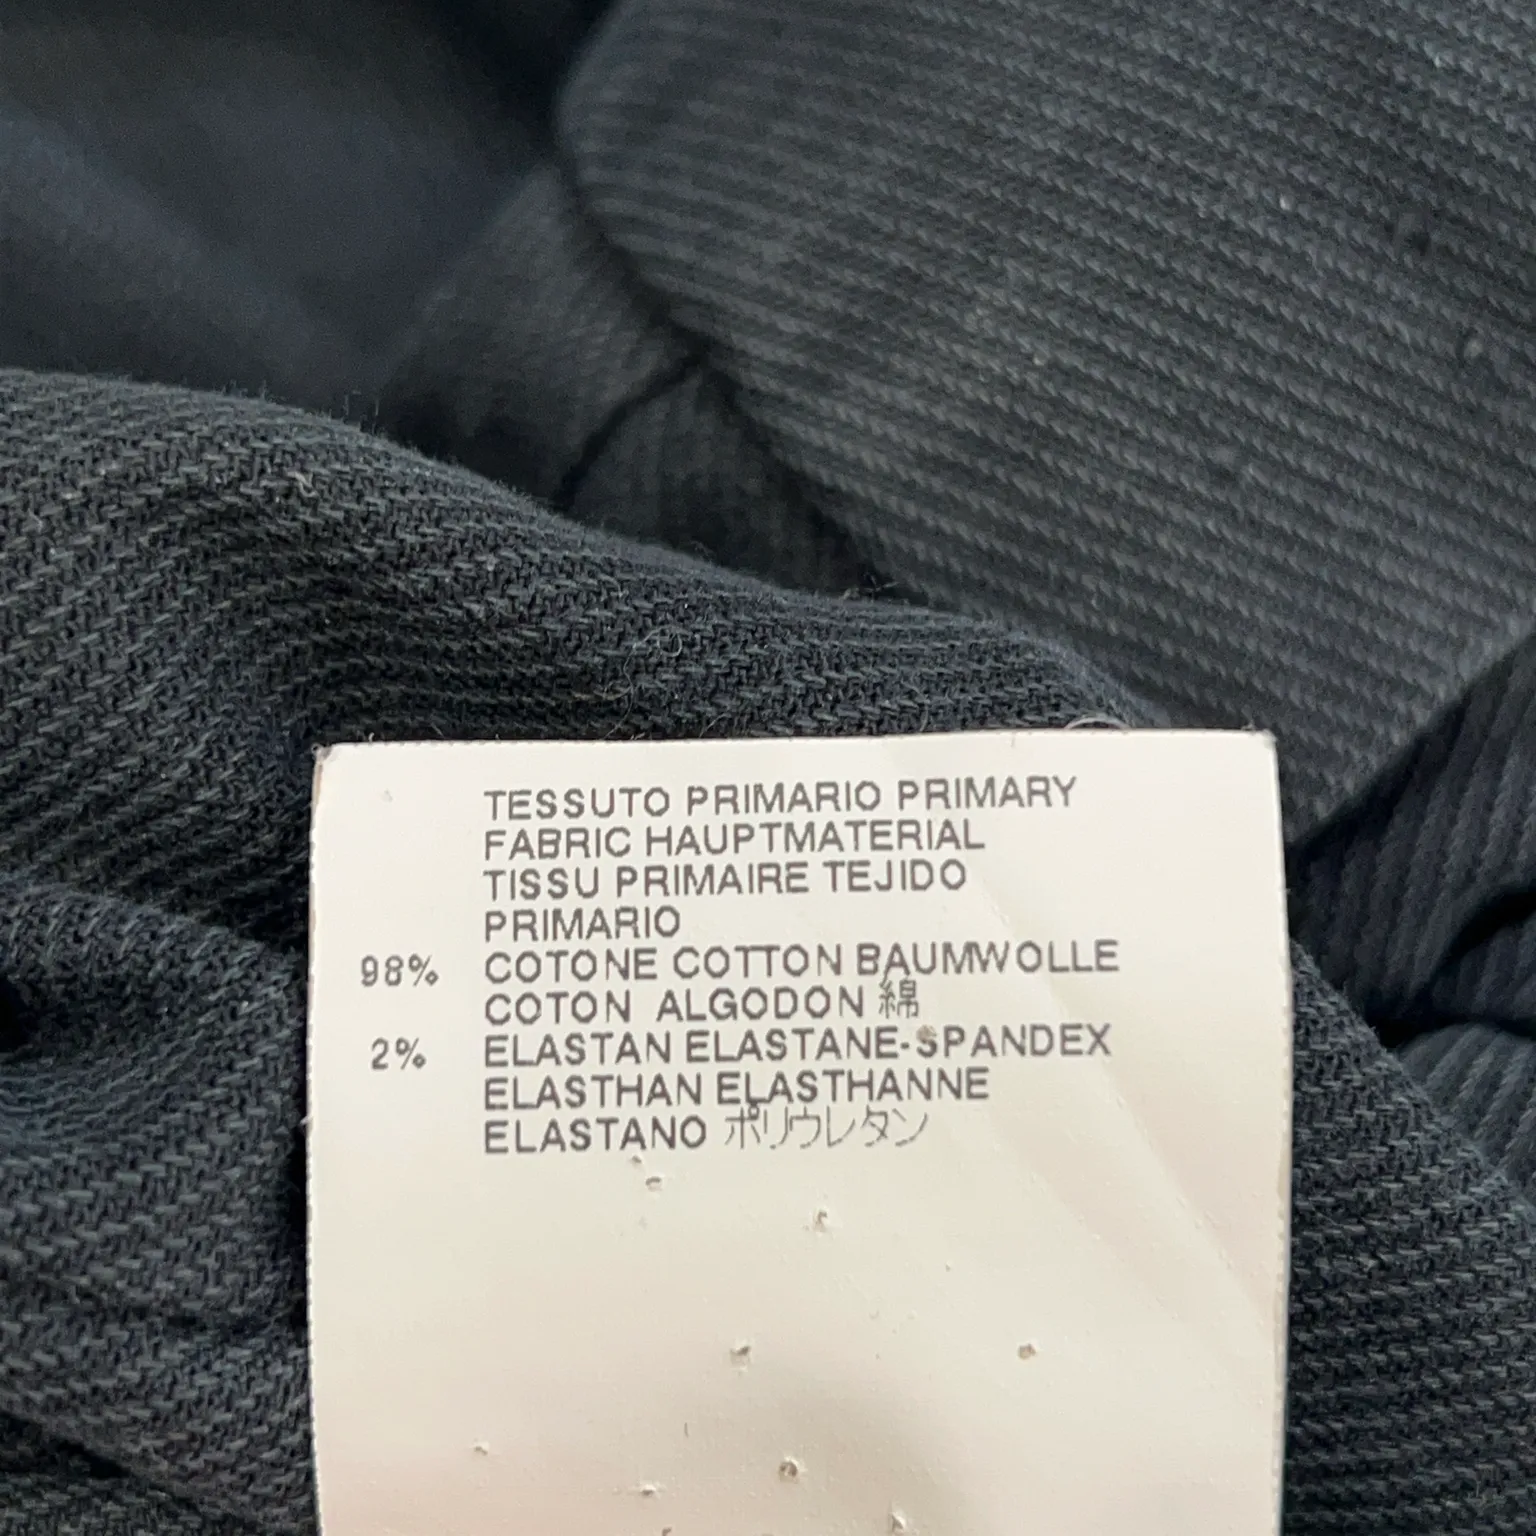 TESSUTO PRIMARIO PRIMARY
FABRIC HAUPTMATERIAL
TISSU PRIMAIRE TEJIDO
PRIMARIO
98% COTONE COTTON BAUMWOLLE
COTON ALGODON 綿
2% ELASTAN ELASTANE-SPANDEX
ELASTHAN ELASTHANNE
ELASTANO ポリウレタン